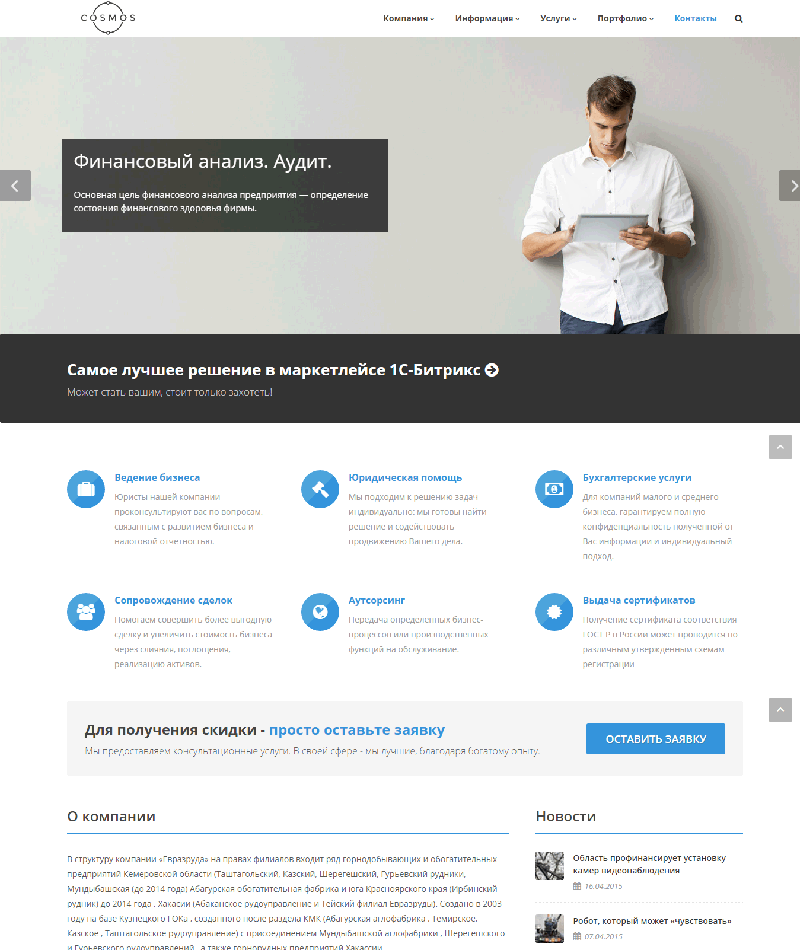 COSMOS
Компания
Информация
Услуги
Портфолио
Контакты
Финансовый анализ. Аудит.
Основная цель финансового анализа предприятия — определение
состояния финансового здоровья фирмы.
Самое лучшее решение в маркетлейсе 1С-Битрикс
Может стать вашим, стоит только захотеть!
Ведение бизнеса
Юристы нашей компании
проконсультируют вас по вопросам,
связанным с развитием бизнеса и
налоговой отчетностью.
Юридическая помощь
Мы подходим к решению задач
индивидуально: мы готовы найти
решение и содействовать
продвижению Вашего дела.
Бухгалтерские услуги
Для компаний малого и среднего
бизнеса, гарантируем полную
конфиденциальность полученной от
Вас информации и индивидуальный
подход.
Сопровождение сделок
Помогаем совершить более выгодную
сделку и увеличить стоимость бизнеса
через слияния, поглощения,
реализацию активов.
Аутсорсинг
Передача определенных бизнес-
процессов или производственных
функций на обслуживание.
Выдача сертификатов
Получение сертификата соответствия
ГОСТ Р в России может проводится по
различным утвержденным схемам
регистрации
Для получения скидки - просто оставьте заявку
Мы предоставляем консультационные услуги. В своей сфере - мы лучшие, благодаря богатому опыту.
ОСТАВИТЬ ЗАЯВКУ
О компании
В структуру компании «Евразруда» на правах филиалов входит ряд горнодобывающих и обогатительных
предприятий Кемеровской области (Таштагольский, Казский, Шерегешский, Гурьевский рудники,
Мундыбашская (до 2014 года) Абагурская обогатительная фабрика и юга Красноярского края (Ирбинский
рудник) до 2014 года , Хакасии (Абаканское рудоуправление и Тейский филиал Евразруды). Создано в 2003
году на базе Кузнецкого ГОКа , созданного после раздела КМК (Абагурская аглофабрика , Темирское,
Казское , Таштагольское рудоуправление) с присоединением Мундыбашской аглофабрики , Шерегешского
и Гурьевского рудоуправлений , а также горнорудных предприятий Хакассии
Новости
Область профинансирует установку
камер видеонаблюдения
16.04.2015
Робот, который может «чувствовать»
07.04.2015